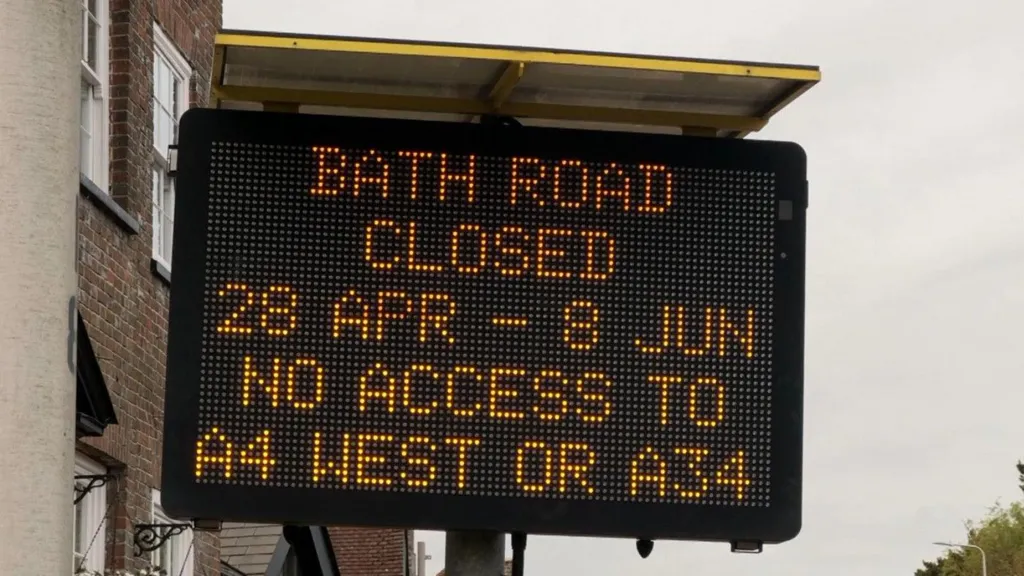 BATH ROAD
CLOSED
28 APR - 8 JUN
NO ACCESS TO
A4 WEST OR A34